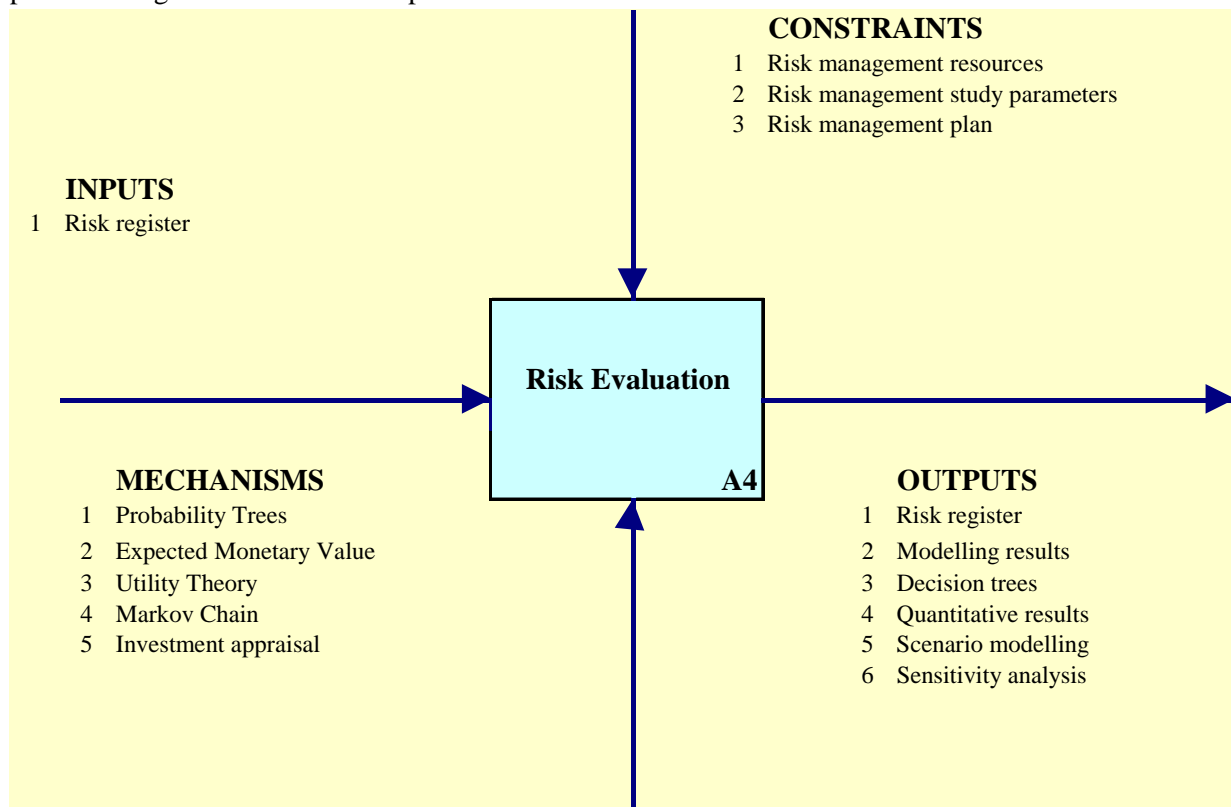 CONSTRAINTS
1 Risk management resources
2 Risk management study parameters
3 Risk management plan
INPUTS
1 Risk register
Risk Evaluation
A4
MECHANISMS
1 Probability Trees
2 Expected Monetary Value
3 Utility Theory
4 Markov Chain
5 Investment appraisal
OUTPUTS
1 Risk register
2 Modelling results
3 Decision trees
4 Quantitative results
5 Scenario modelling
6 Sensitivity analysis